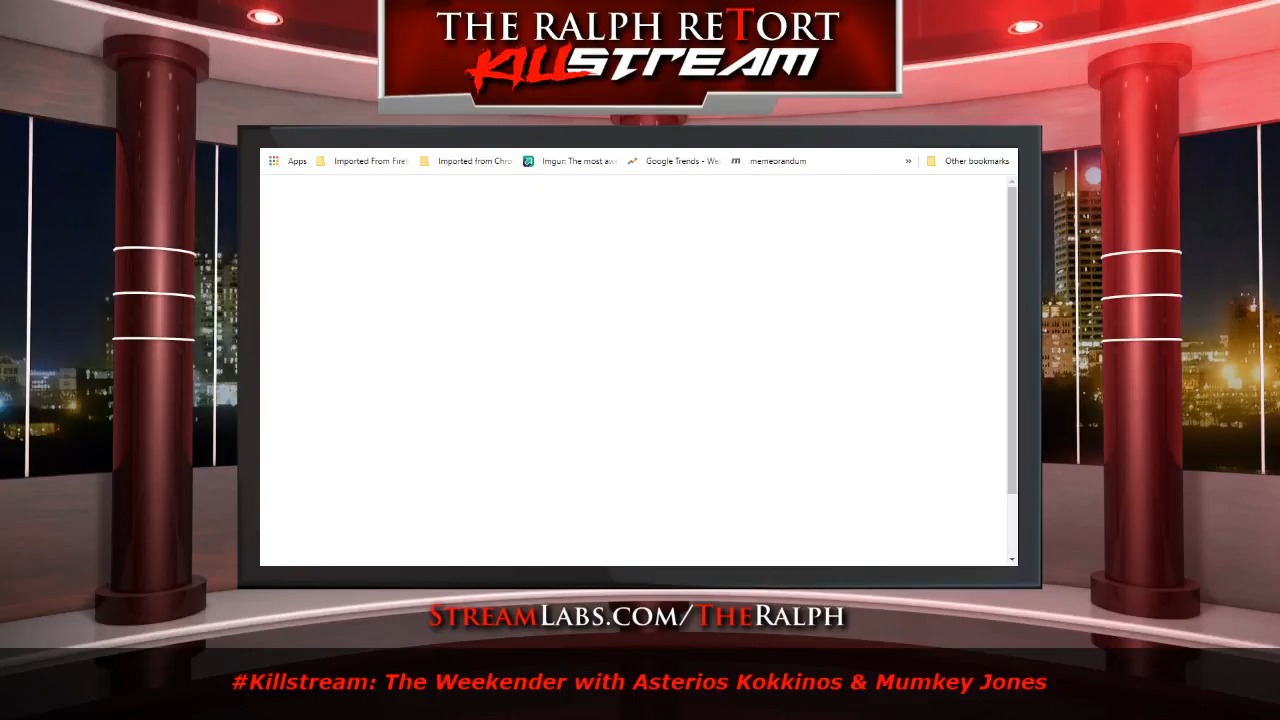 THE RALPH RETORT
KILLSTREAM
Apps Imported From Firef Imported from Chro Imgur: The most aw Google Trends - We m memeorandum » Other bookmarks
STREAMLABS.COM/THERALPH
#Killstream: The Weekender with Asterios Kokkinos & Mumkey Jones